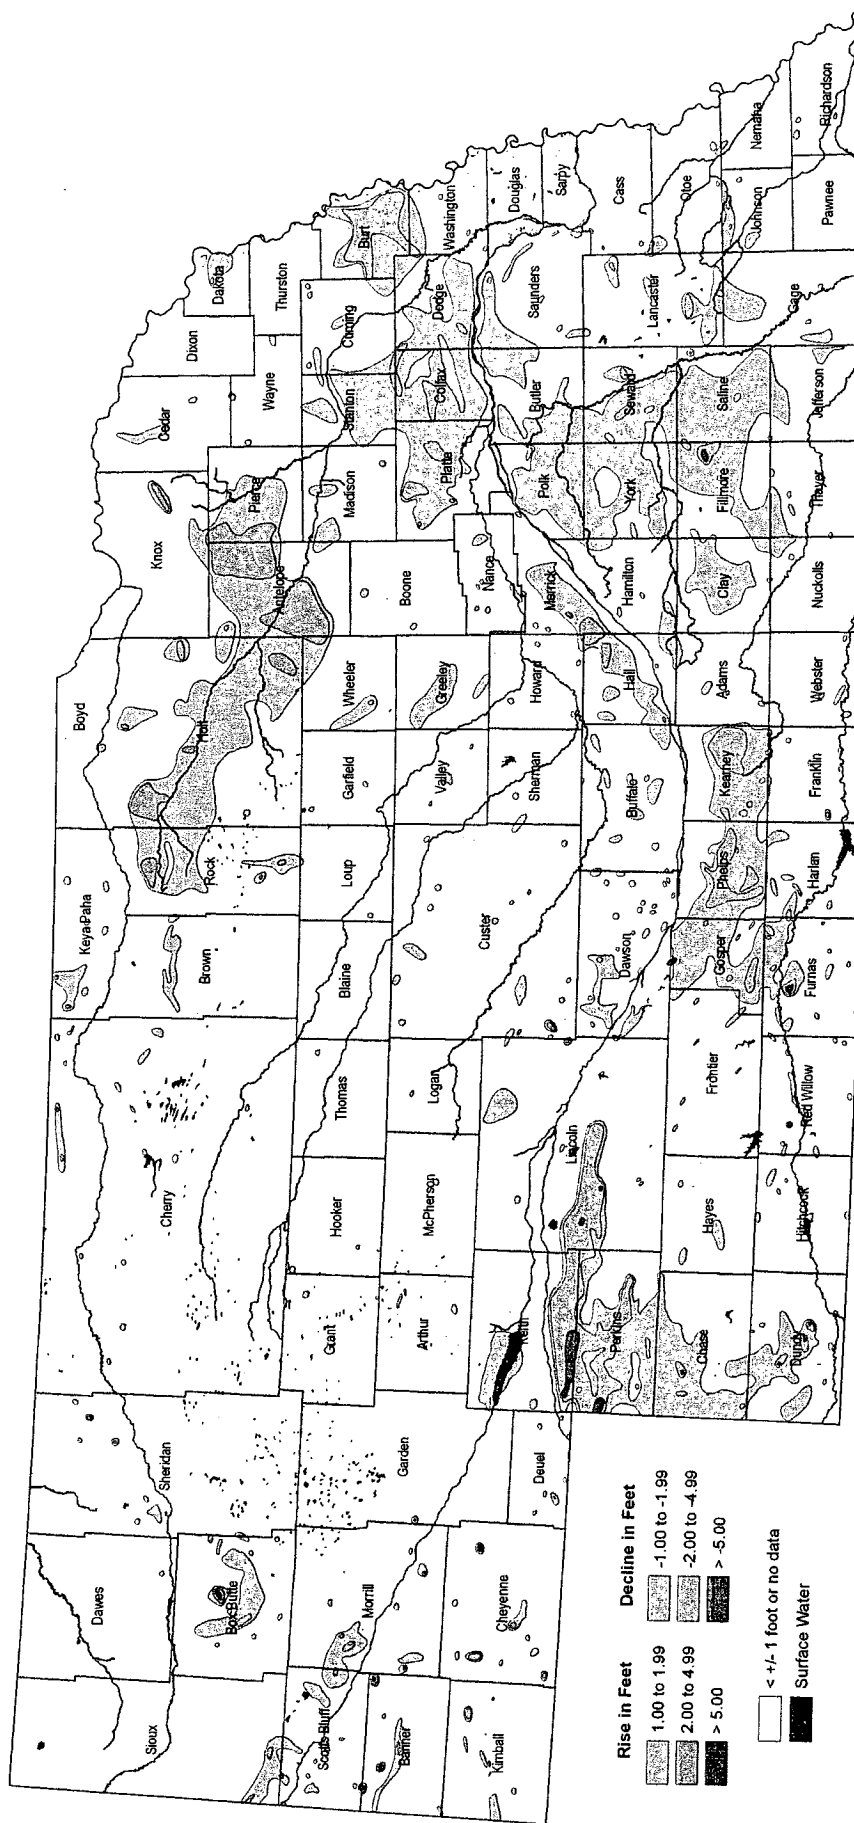 Sioux
Dawes
Sheridan
Cherry
Keya Paha
Boyd
Knox
Cedar
Dixon
Dakota
Box Butte
Brown
Rock
Holt
Antelope
Pierce
Wayne
Thurston
Scotts Bluff
Morrill
Garden
Grant
Hooker
Thomas
Blaine
Loup
Garfield
Wheeler
Boone
Madison
Stanton
Cuming
Burt
Banner
Arthur
McPherson
Logan
Custer
Valley
Greeley
Nance
Platte
Colfax
Dodge
Washington
Kimball
Cheyenne
Deuel
Keith
Lincoln
Sherman
Howard
Merrick
Polk
Butler
Saunders
Douglas
Sarpy
Perkins
Dawson
Buffalo
Hall
Hamilton
York
Seward
Lancaster
Cass
Otoe
Chase
Hayes
Frontier
Gosper
Phelps
Kearney
Adams
Clay
Fillmore
Saline
Gage
Johnson
Nemaha
Dundy
Hitchcock
Red Willow
Furnas
Harlan
Franklin
Webster
Nuckolls
Thayer
Jefferson
Pawnee
Richardson
Rise in Feet
1.00 to 1.99
2.00 to 4.99
> 5.00
Decline in Feet
-1.00 to -1.99
-2.00 to -4.99
> -5.00
< +/- 1 foot or no data
Surface Water